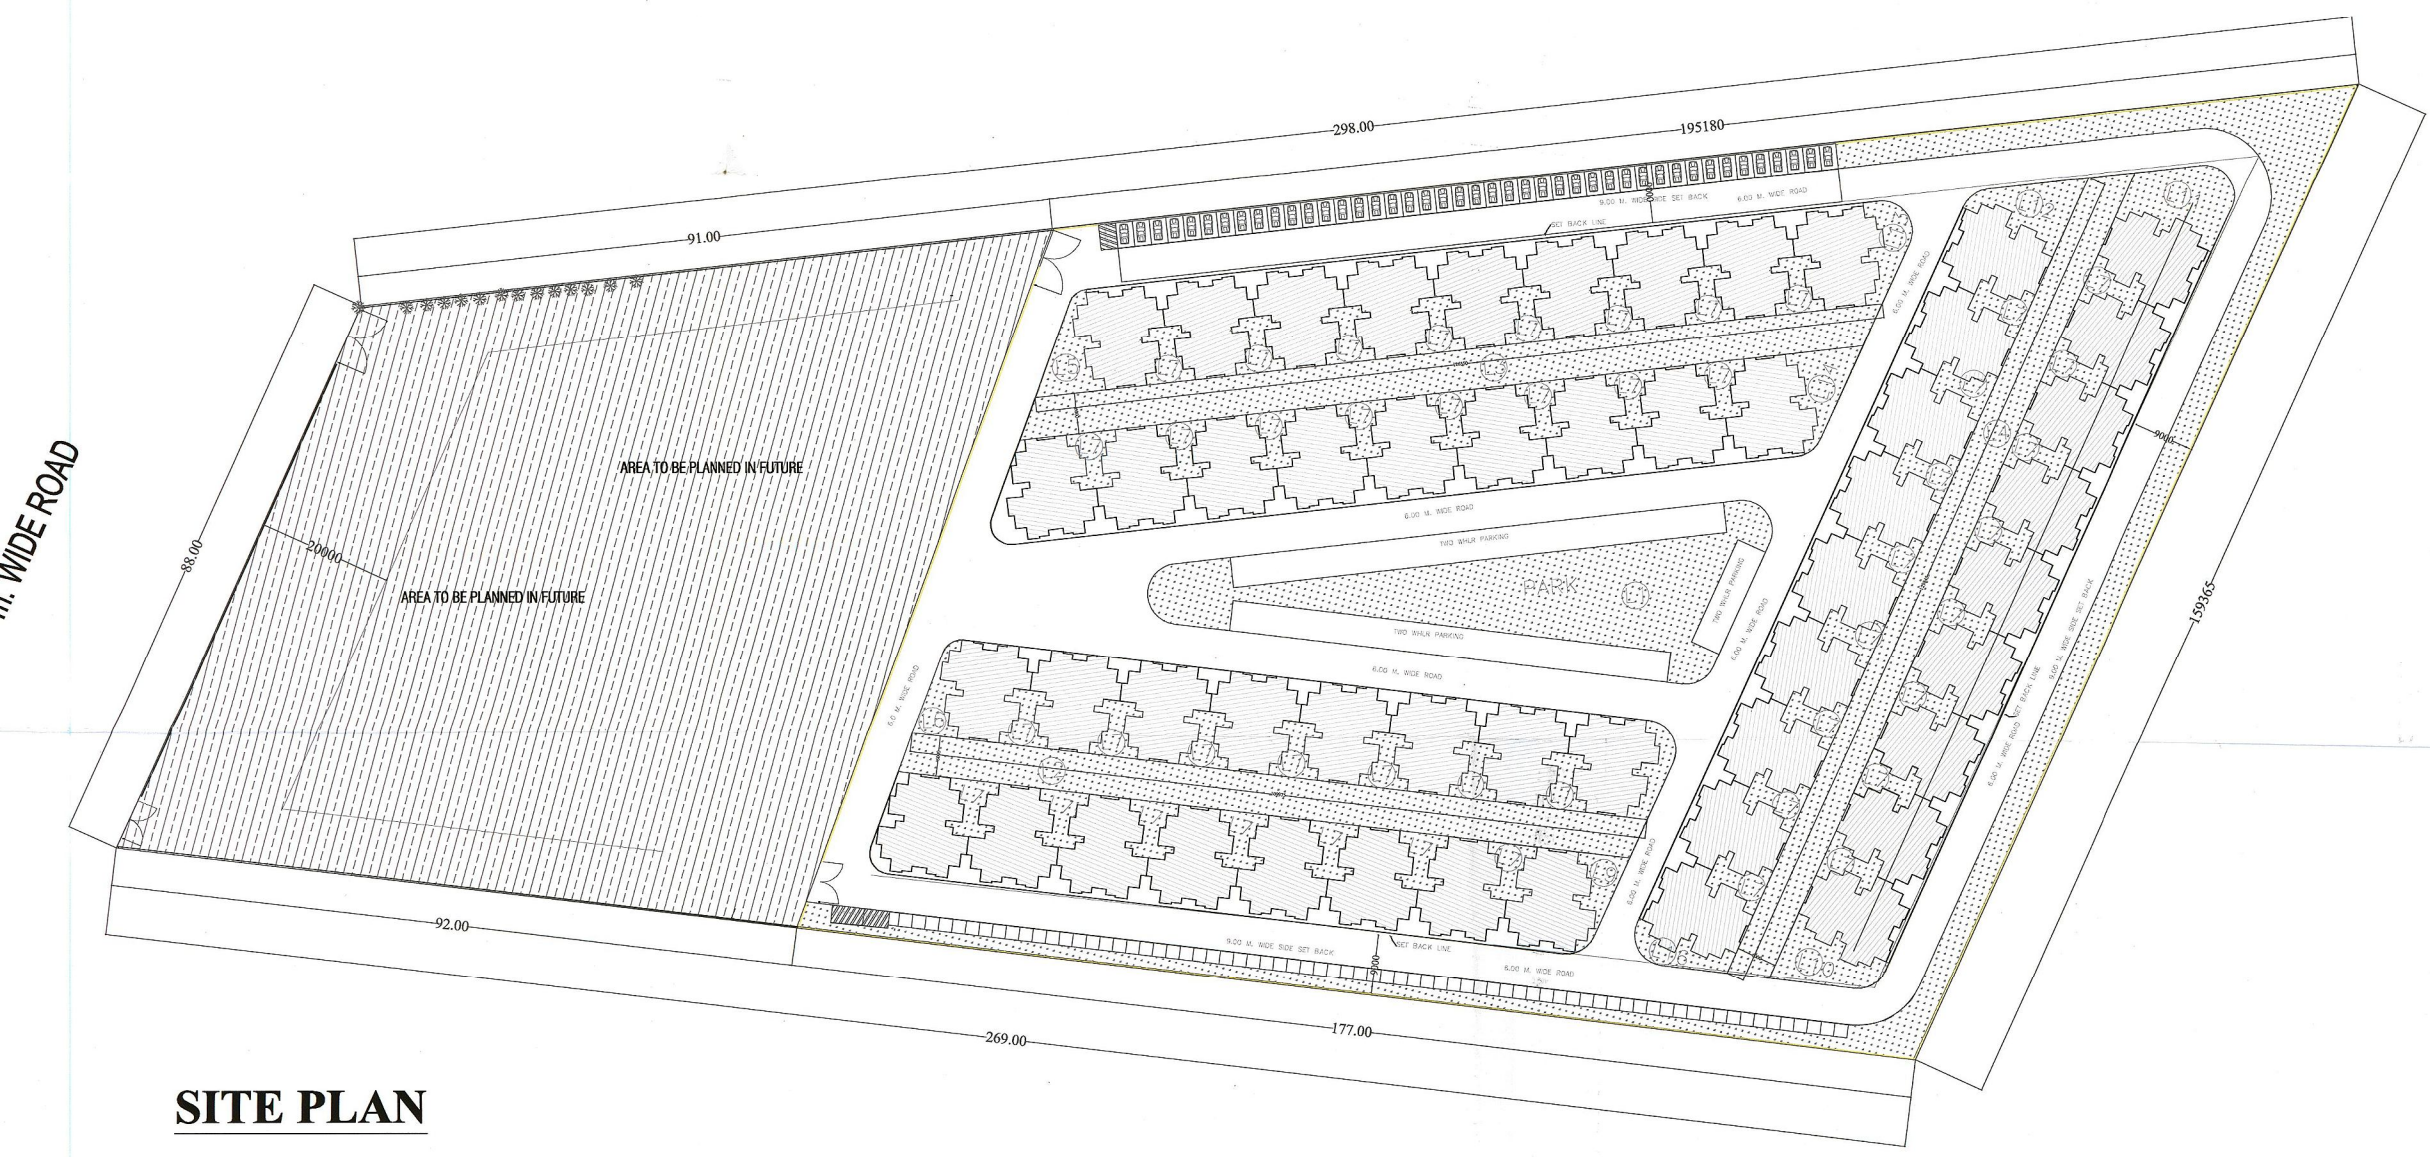 298.00
195180
91.00
9.00 M. WIDE SIDE SET BACK
6.00 M. WIDE ROAD
SET BACK LINE
6.00 M. WIDE ROAD
m. WIDE ROAD
88.00
20000
AREA TO BE PLANNED IN FUTURE
AREA TO BE PLANNED IN FUTURE
9000
6.00 M. WIDE ROAD
TWO WHLR PARKING
PARK
TWO WHLR PARKING
TWO WHLR PARKING
6.00 M. WIDE ROAD
6.00 M. WIDE ROAD
9.00 M. WIDE SIDE SET BACK
159365
SET BACK LINE
6.00 M. WIDE ROAD
6.0 M. WIDE ROAD
6.00 M. WIDE ROAD
92.00
9.00 M. WIDE SIDE SET BACK
SET BACK LINE
9000
6.00 M. WIDE ROAD
177.00
269.00
SITE PLAN